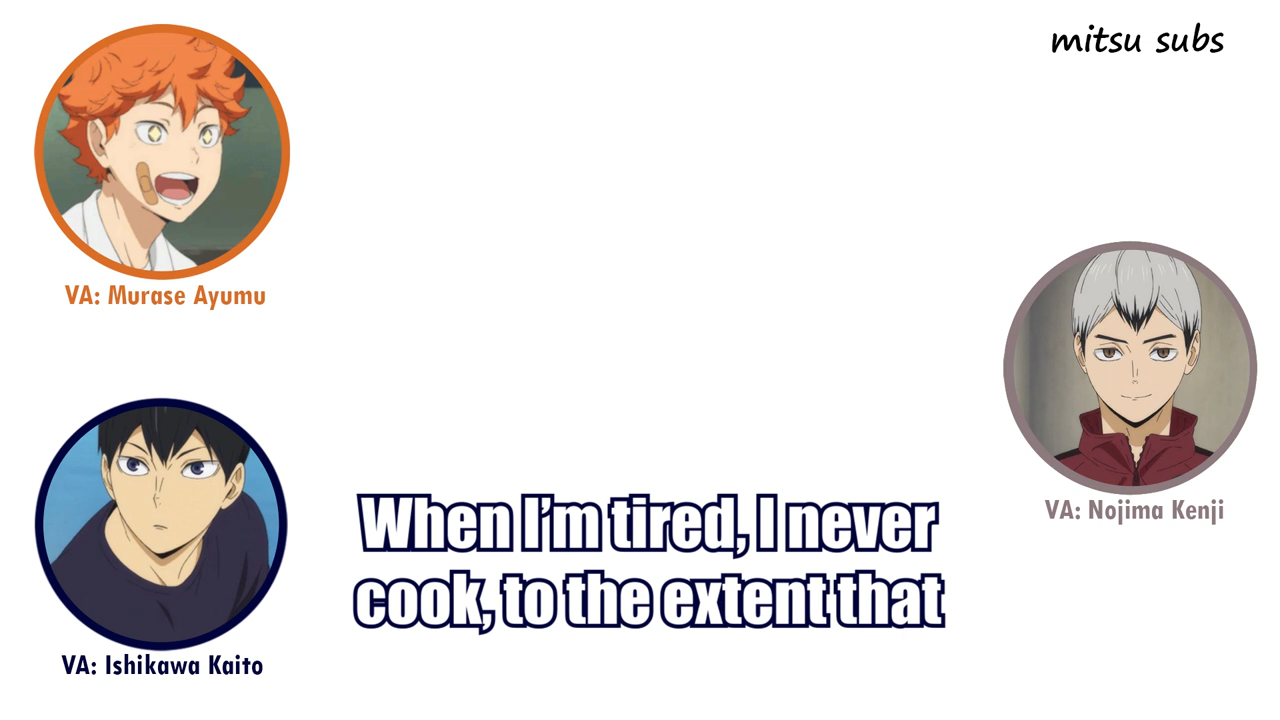 mitsu subs
VA: Murase Ayumu
VA: Nojima Kenji
When I'm tired, I never
cook, to the extent that
VA: Ishikawa Kaito